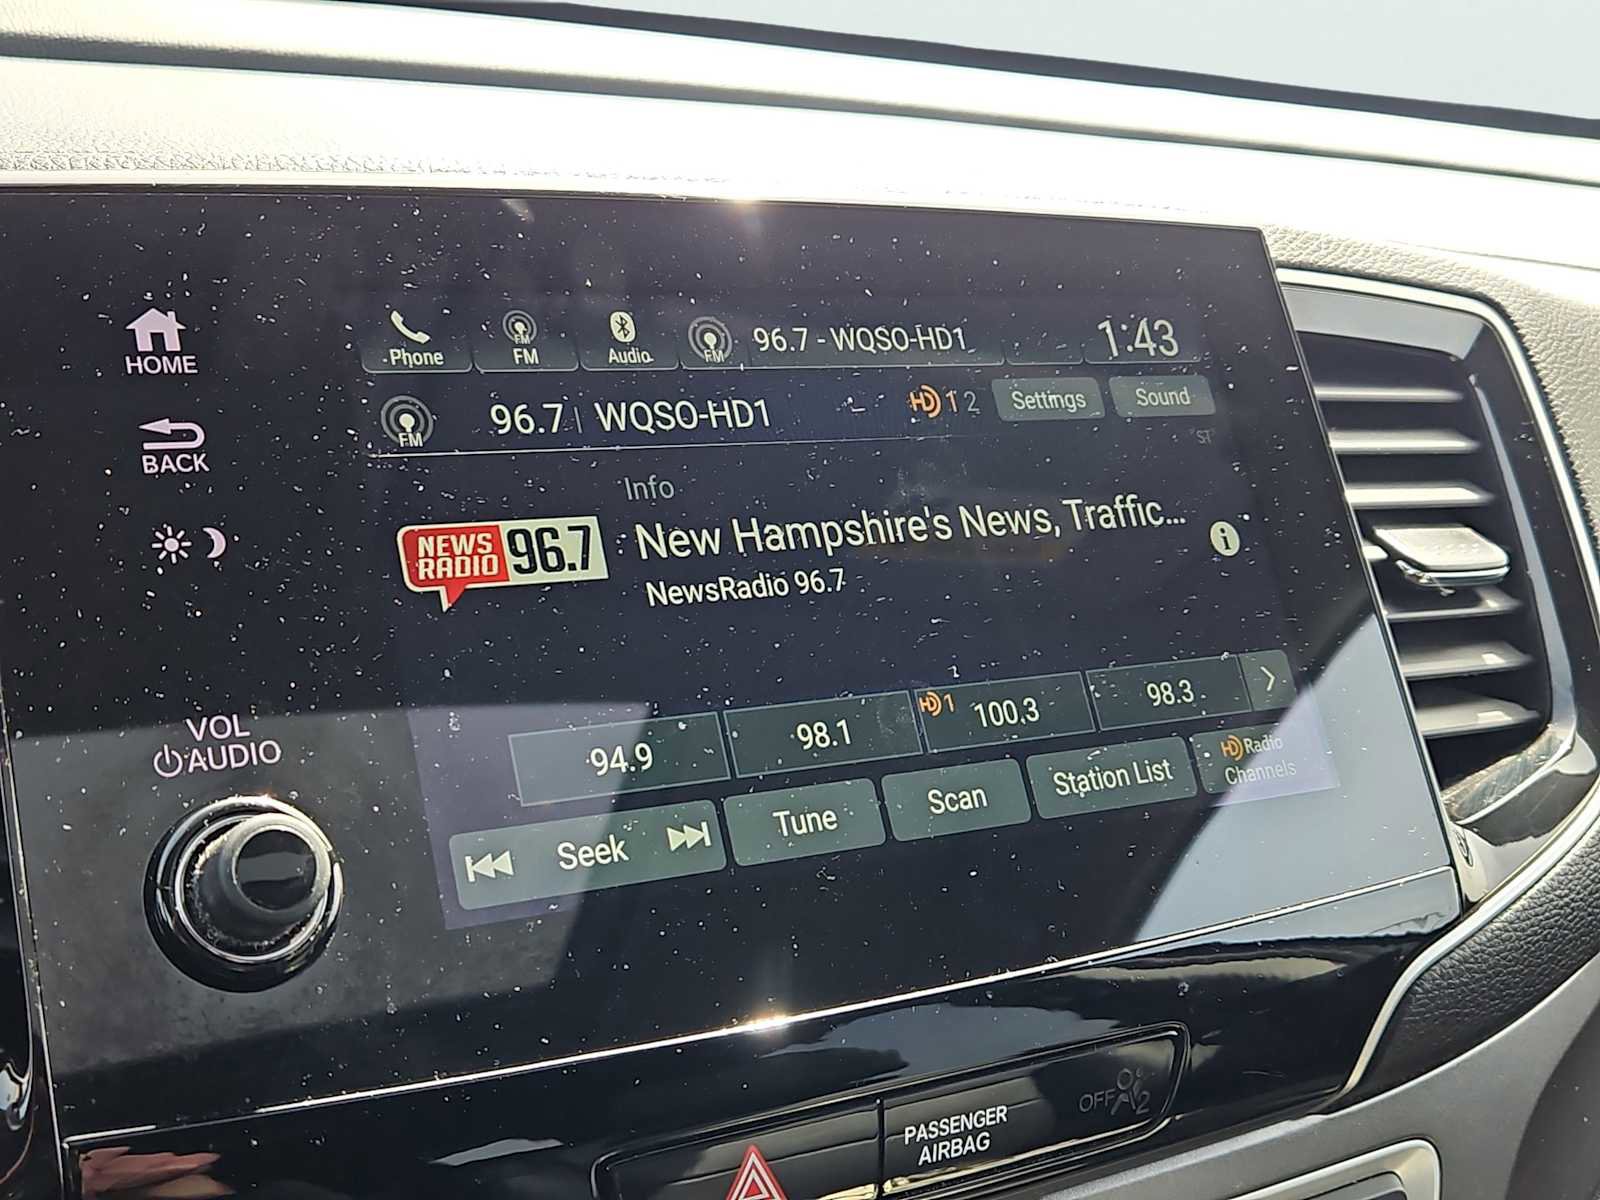 HOME
BACK
VOL
AUDIO
Phone
FM
FM
Audio
FM
96.7 - WQSO-HD1
1:43
FM
96.7 | WQSO-HD1
HD 1 2
Settings
Sound
ST
Info
NEWS
RADIO
96.7
New Hampshire's News, Traffic...
NewsRadio 96.7
i
94.9
98.1
HD 1
100.3
98.3
Seek
Tune
Scan
Station List
HD Radio
Channels
PASSENGER
AIRBAG
OFF 2